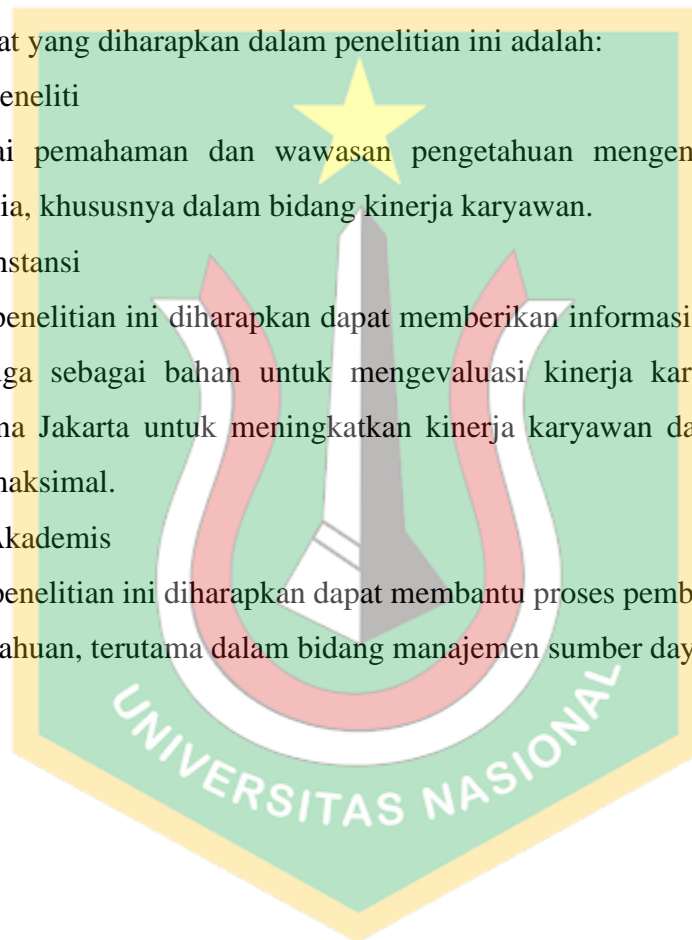 at yang diharapkan dalam penelitian ini adalah:
eneliti
ai pemahaman dan wawasan pengetahuan mengen
ia, khususnya dalam bidang kinerja karyawan.
nstansi
penelitian ini diharapkan dapat memberikan informasi
ga sebagai bahan untuk mengevaluasi kinerja kar
na Jakarta untuk meningkatkan kinerja karyawan da
maksimal.
Akademis
penelitian ini diharapkan dapat membantu proses pemb
ahuan, terutama dalam bidang manajemen sumber day
UNIVERSITAS NASIONAL